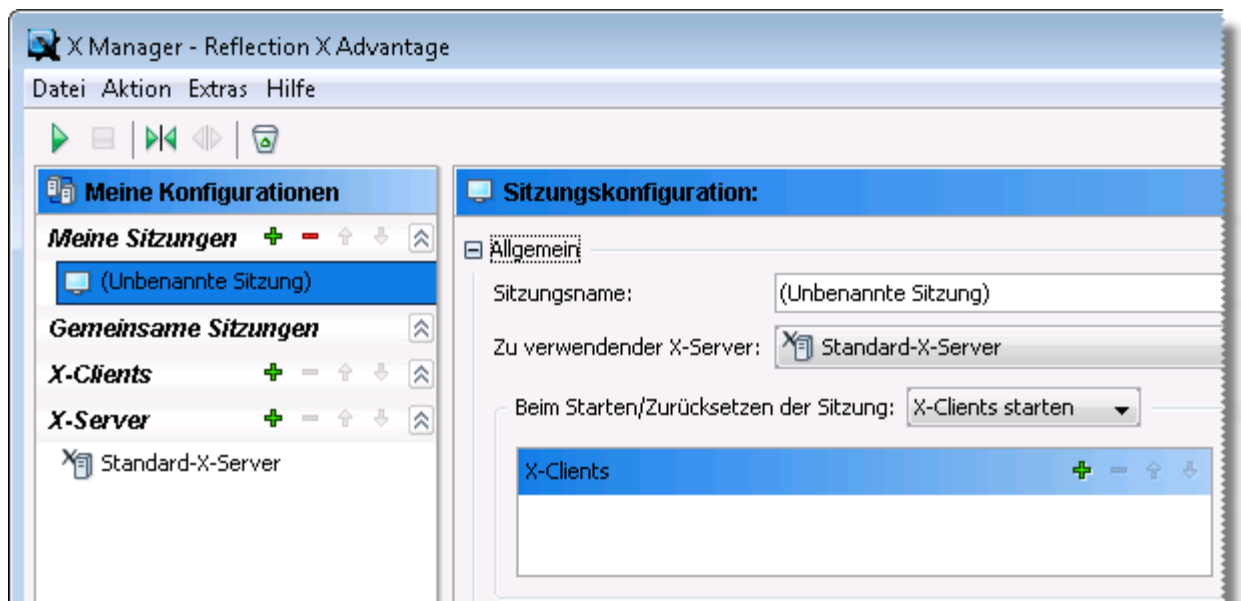 X Manager - Reflection X Advantage
Datei Aktion Extras Hilfe
Meine Konfigurationen
Meine Sitzungen
(Unbenannte Sitzung)
Gemeinsame Sitzungen
X-Clients
X-Server
Standard-X-Server
Sitzungskonfiguration:
Allgemein
Sitzungsname: (Unbenannte Sitzung)
Zu verwendender X-Server: Standard-X-Server
Beim Starten/Zurücksetzen der Sitzung: X-Clients starten
X-Clients